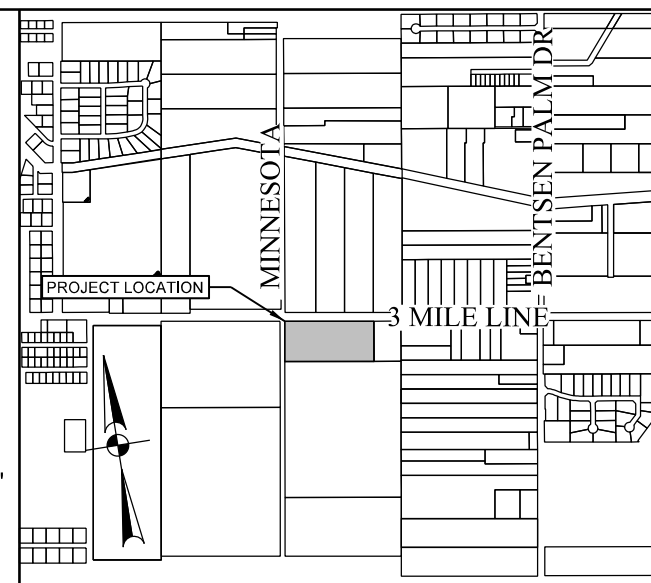 MINNESOTA
BENTSEN PALM DR
PROJECT LOCATION
3 MILE LINE